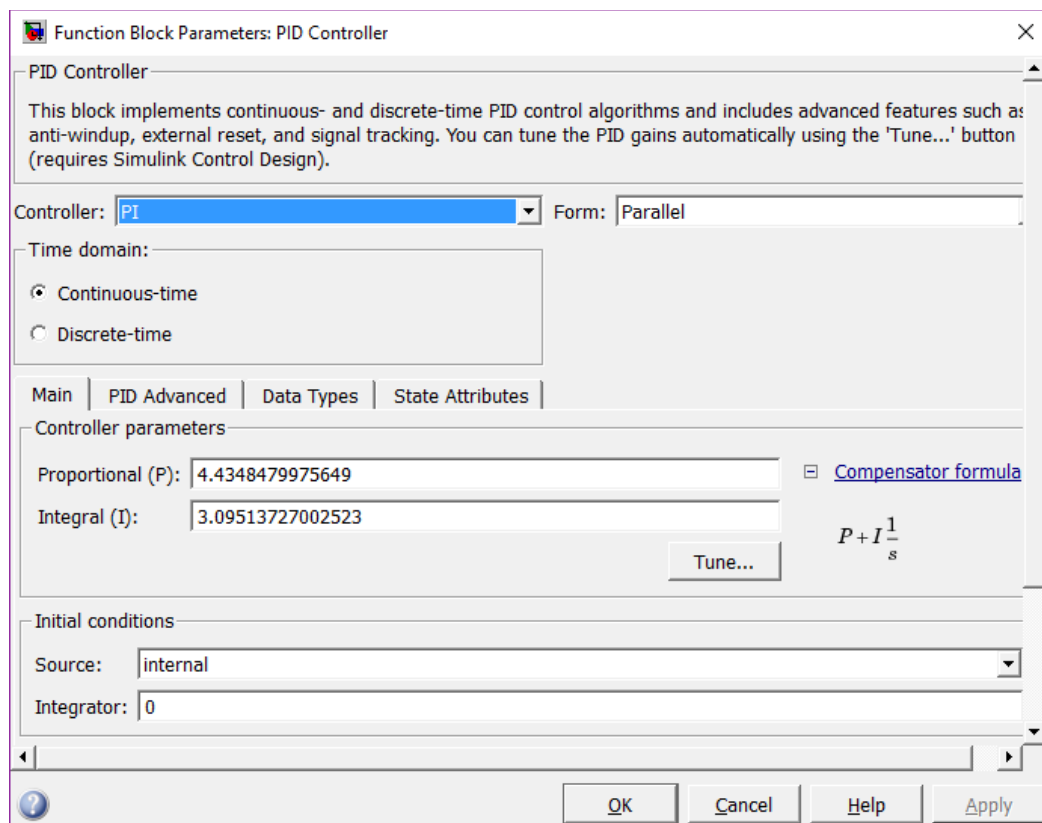 Function Block Parameters: PID Controller
PID Controller
This block implements continuous- and discrete-time PID control algorithms and includes advanced features such as
anti-windup, external reset, and signal tracking. You can tune the PID gains automatically using the 'Tune...' button
(requires Simulink Control Design).
Controller: PI Form: Parallel
Time domain:
Continuous-time
Discrete-time
Main PID Advanced Data Types State Attributes
Controller parameters
Proportional (P): 4.4348479975649 Compensator formula
Integral (I): 3.09513727002523
P + I 1/s
Tune...
Initial conditions
Source: internal
Integrator: 0
OK Cancel Help Apply